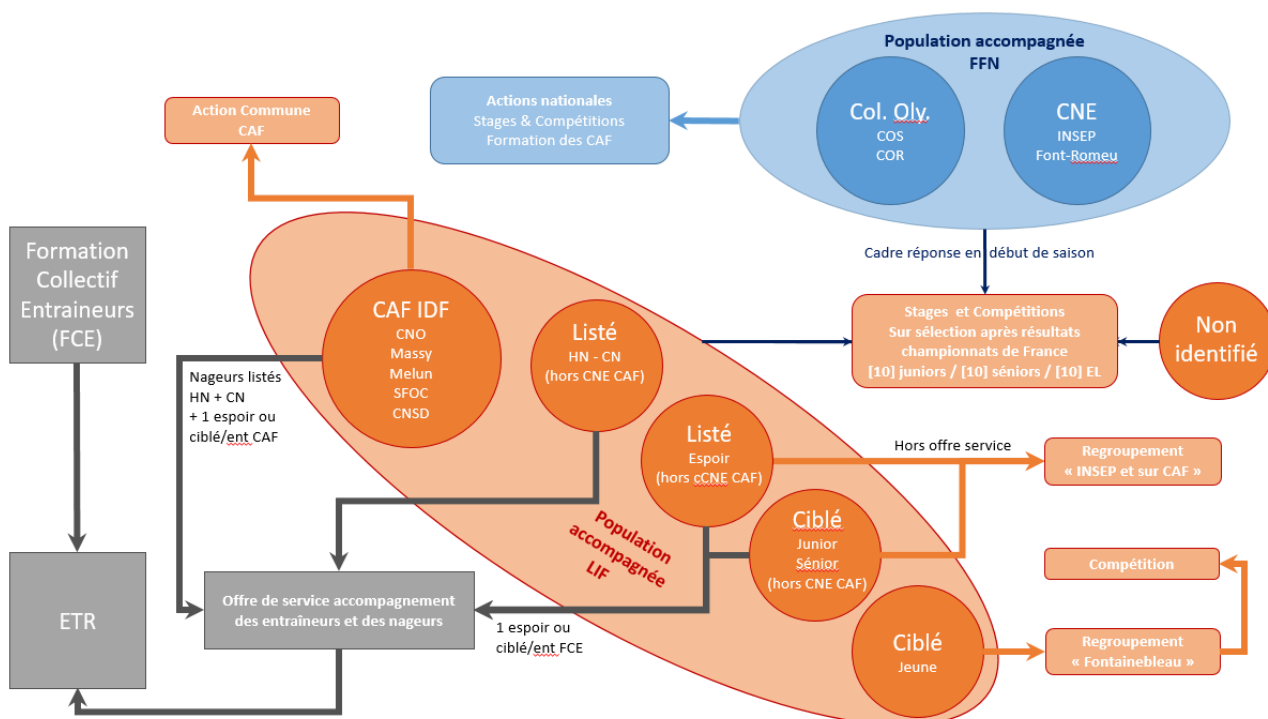 Population accompagnée
FFN
Col. Oly.
COS
COR
CNE
INSEP
Font-Romeu
Actions nationales
Stages & Compétitions
Formation des CAF
Action Commune
CAF
Cadre réponse en début de saison
Formation
Collectif
Entraineurs
(FCE)
CAF IDF
CNO
Massy
Melun
SFOC
CNSD
Listé
HN - CN
(hors CNE CAF)
Stages et Compétitions
Sur sélection après résultats
championnats de France
[10] juniors / [10] séniors / [10] EL
Non
identifié
Nageurs listés
HN + CN
+ 1 espoir ou
ciblé/ent CAF
Listé
Espoir
(hors cCNE CAF)
Hors offre service
Regroupement
« INSEP et sur CAF »
Population
accompagnée
LIF
Ciblé
Junior
Sénior
(hors CNE CAF)
Compétition
ETR
Offre de service accompagnement
des entraîneurs et des nageurs
1 espoir ou
ciblé/ent FCE
Ciblé
Jeune
Regroupement
« Fontainebleau »